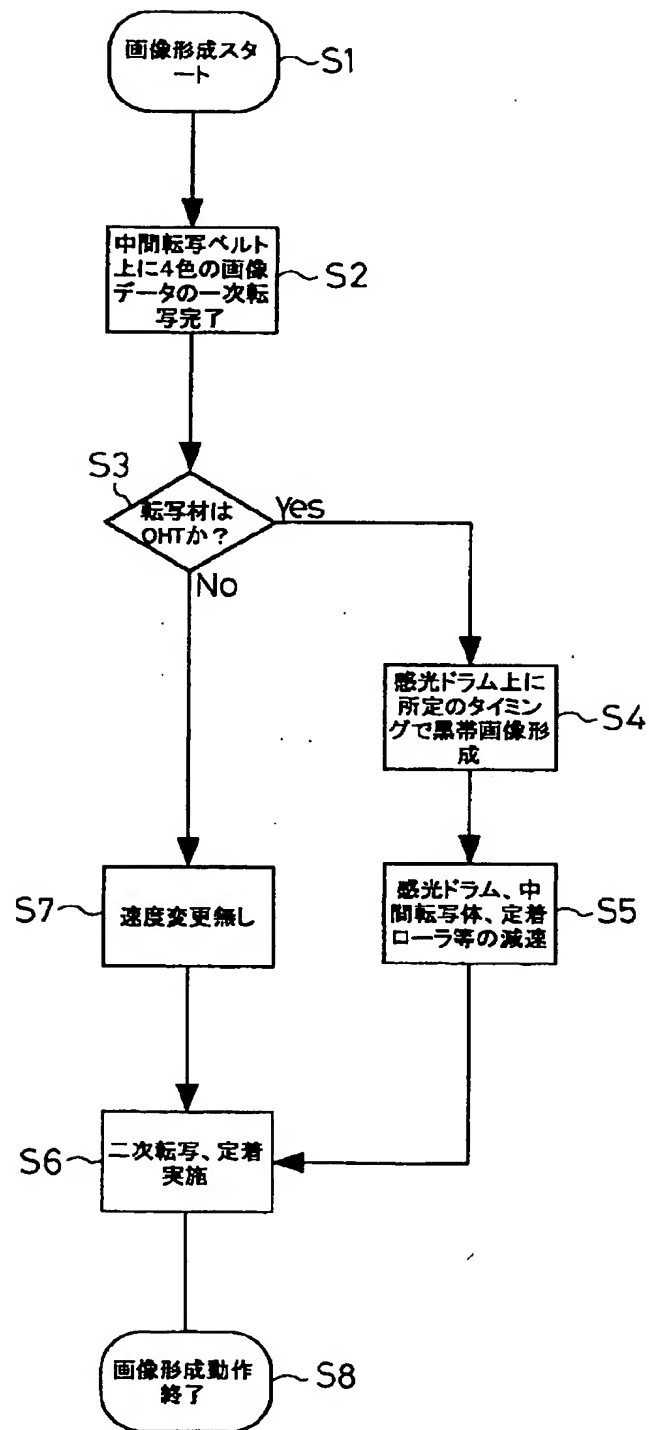 画像形成スタ
ート
S1
中間転写ベルト
上に4色の画像
データの一次転
写完了
S2
S3
転写材は
OHTか？
Yes
No
感光ドラム上に
所定のタイミン
グで黒帯画像形
成
S4
S7
速度変更無し
感光ドラム、中
間転写体、定着
ローラ等の減速
S5
S6
二次転写、定着
実施
画像形成動作
終了
S8